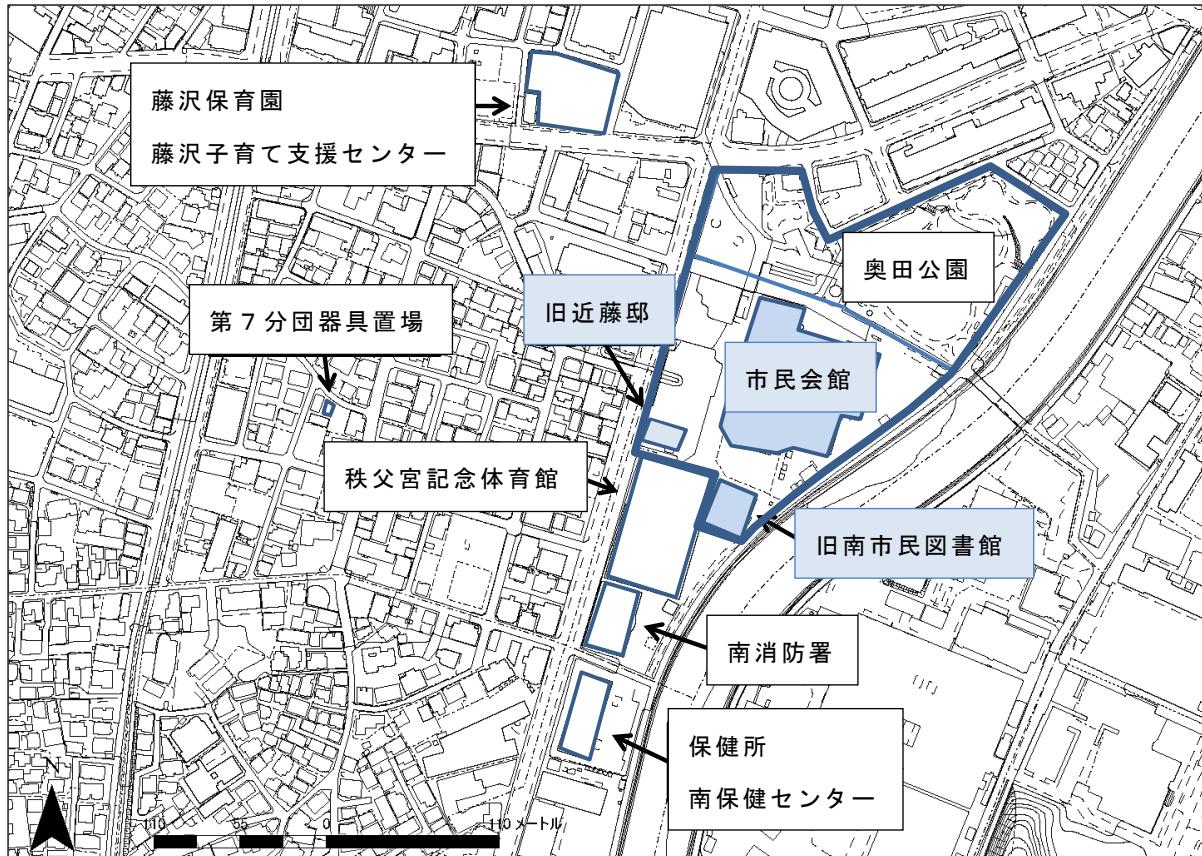 藤沢保育園
藤沢子育て支援センター
奥田公園
旧近藤邸
第７分団器具置場
市民会館
秩父宮記念体育館
旧南市民図書館
南消防署
保健所
南保健センター
N
110 55 0 110 メートル